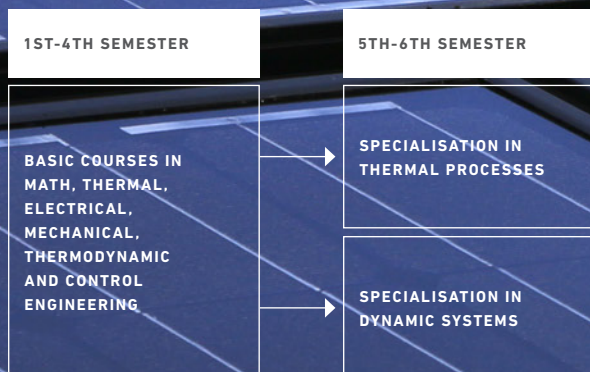 1ST-4TH SEMESTER
5TH-6TH SEMESTER
BASIC COURSES IN
MATH, THERMAL,
ELECTRICAL,
MECHANICAL,
THERMODYNAMIC
AND CONTROL
ENGINEERING
SPECIALISATION IN
THERMAL PROCESSES
SPECIALISATION IN
DYNAMIC SYSTEMS